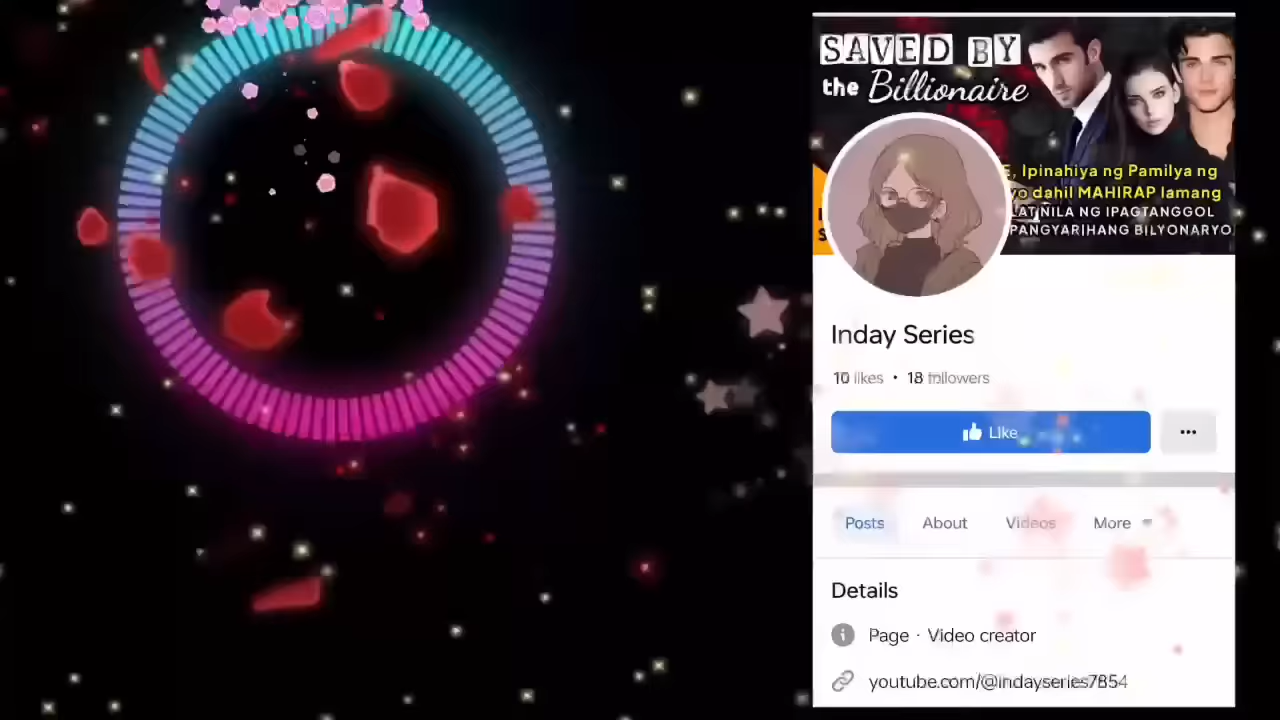 SAVED BY
the Billionaire
E, Ipinahiya ng Pamilya ng
yo dahil MAHIRAP lamang
NILA NG IPAGTANGGOL
PANGYARIHANG BILYONARYO
Inday Series
10 likes • 18 followers
Like
Posts About Videos More
Details
Page · Video creator
youtube.com/@indayseries7854